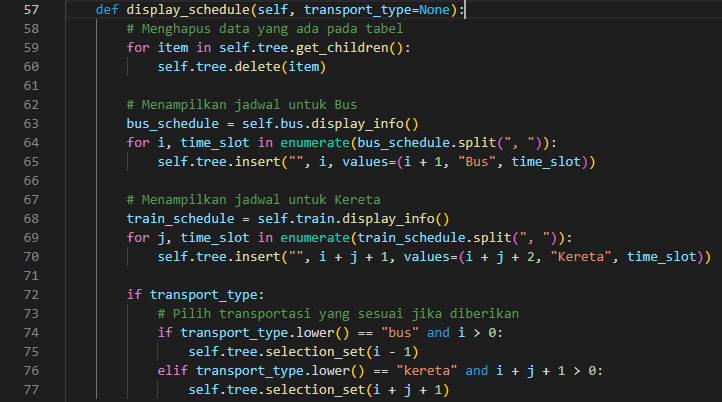 57 def display_schedule(self, transport_type=None):
58 # Menghapus data yang ada pada tabel
59 for item in self.tree.get_children():
60 self.tree.delete(item)
61
62 # Menampilkan jadwal untuk Bus
63 bus_schedule = self.bus.display_info()
64 for i, time_slot in enumerate(bus_schedule.split(", ")):
65 self.tree.insert("", i, values=(i + 1, "Bus", time_slot))
66
67 # Menampilkan jadwal untuk Kereta
68 train_schedule = self.train.display_info()
69 for j, time_slot in enumerate(train_schedule.split(", ")):
70 self.tree.insert("", i + j + 1, values=(i + j + 2, "Kereta", time_slot))
71
72 if transport_type:
73 # Pilih transportasi yang sesuai jika diberikan
74 if transport_type.lower() == "bus" and i > 0:
75 self.tree.selection_set(i - 1)
76 elif transport_type.lower() == "kereta" and i + j + 1 > 0:
77 self.tree.selection_set(i + j + 1)